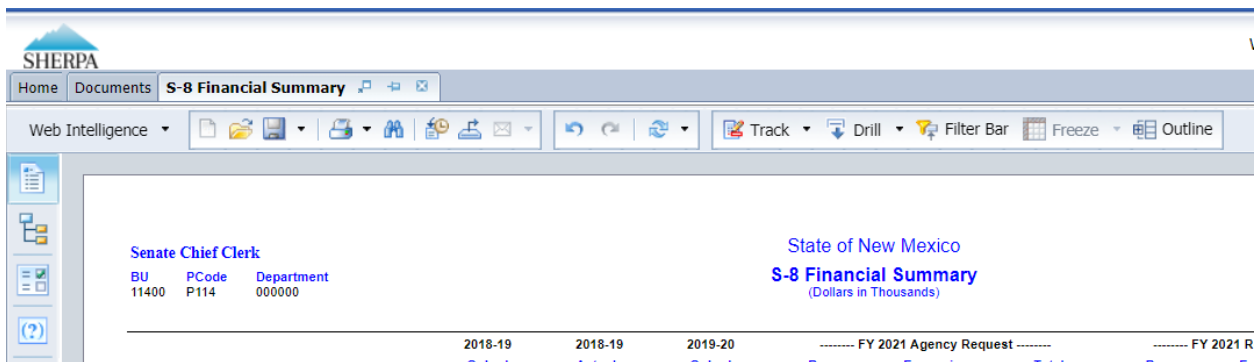 SHERPA
Home Documents S-8 Financial Summary
Web Intelligence Track Drill Filter Bar Freeze Outline
Senate Chief Clerk
State of New Mexico
BU PCode Department
11400 P114 000000
S-8 Financial Summary
(Dollars in Thousands)
2018-19 2018-19 2019-20 -------- FY 2021 Agency Request -------- -------- FY 2021 R